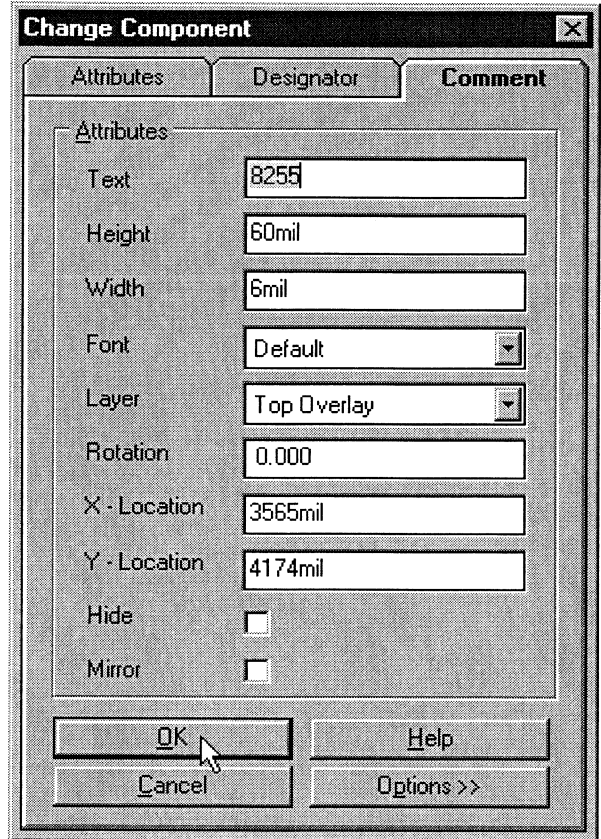 Change Component
Attributes Designator Comment
Attributes
Text 8255
Height 60mil
Width 6mil
Font Default
Layer Top Overlay
Rotation 0.000
X - Location 3565mil
Y - Location 4174mil
Hide
Mirror
OK Help
Cancel Options >>